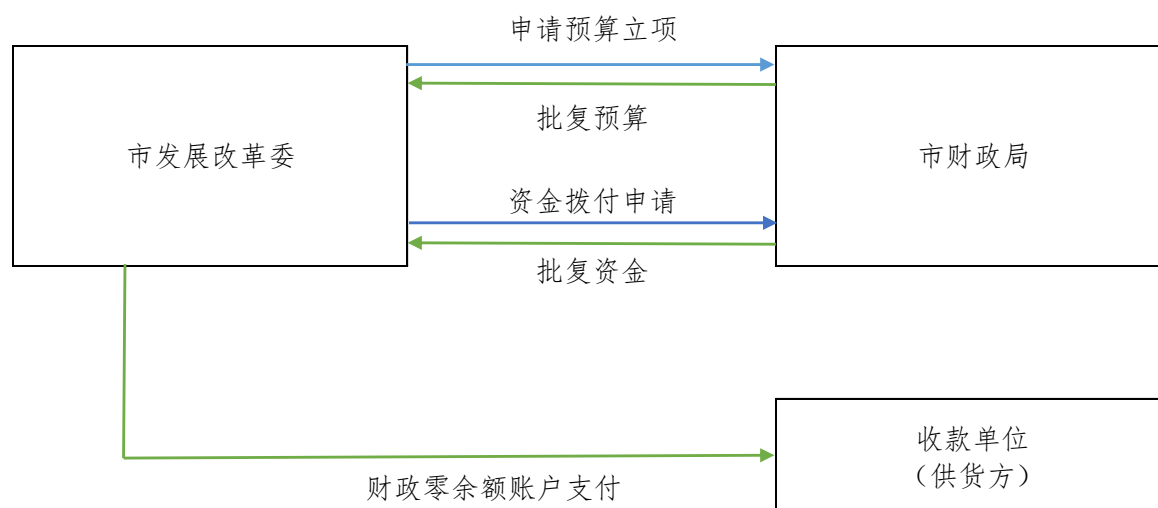 申请预算立项
批复预算
市发展改革委
市财政局
资金拨付申请
批复资金
收款单位
（供货方）
财政零余额账户支付